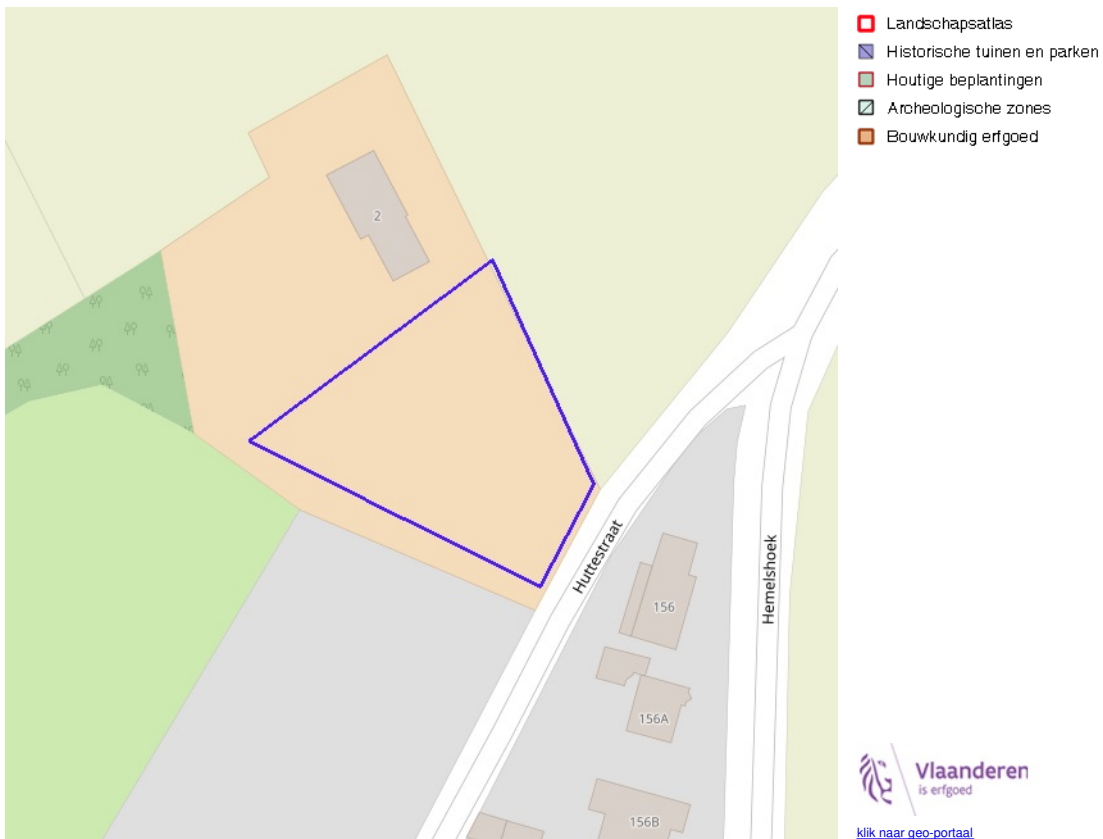 Landschapsatlas
Historische tuinen en parken
Houtige beplantingen
Archeologische zones
Bouwkundig erfgoed
2
Huttestraat
Hemelshoek
156
156A
156B
Vlaanderen
is erfgoed
klik naar geo-portaal